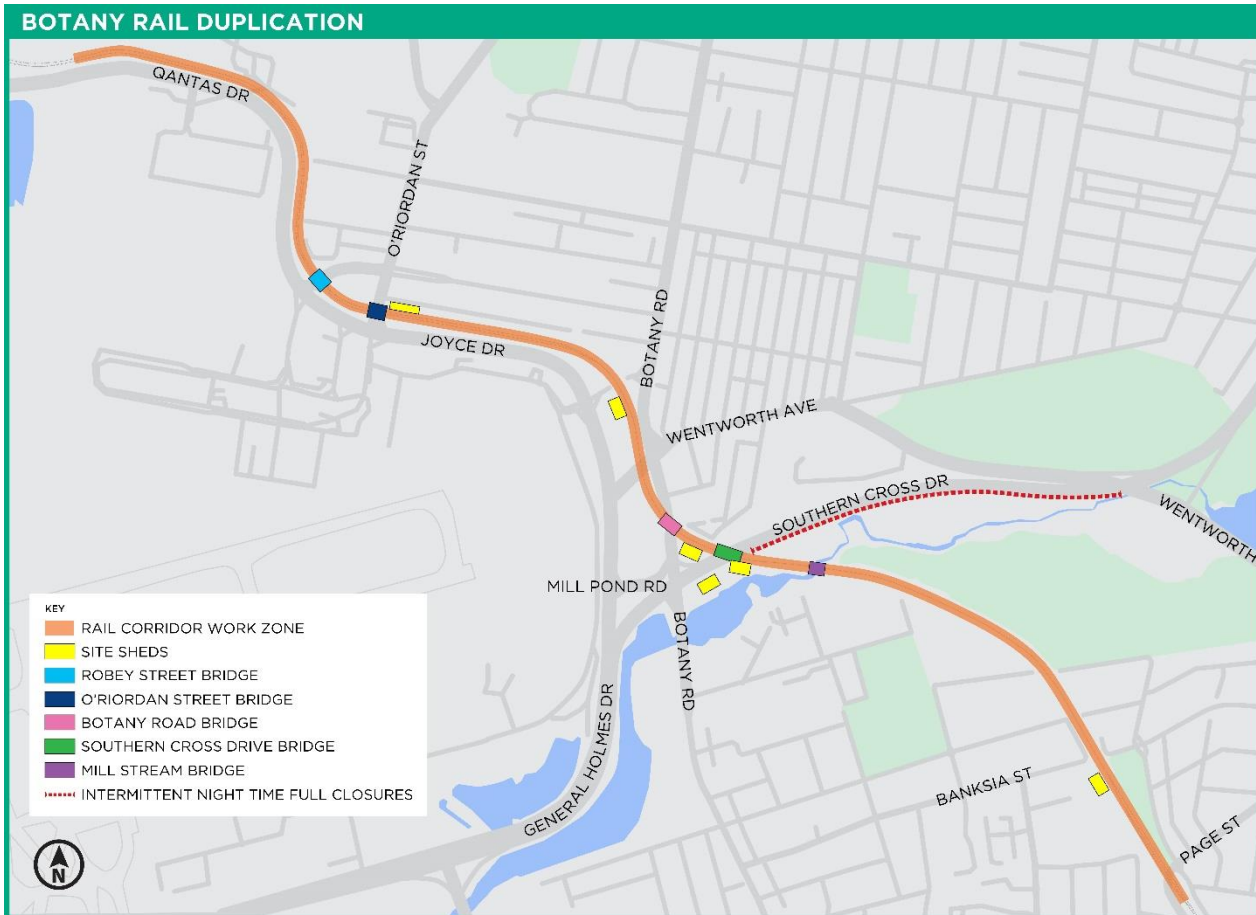 BOTANY RAIL DUPLICATION
QANTAS DR
O'RIORDAN ST
JOYCE DR
BOTANY RD
WENTWORTH AVE
SOUTHERN CROSS DR
WENTWORTH
MILL POND RD
BOTANY RD
GENERAL HOLMES DR
BANKSIA ST
PAGE ST
KEY
RAIL CORRIDOR WORK ZONE
SITE SHEDS
ROBEY STREET BRIDGE
O'RIORDAN STREET BRIDGE
BOTANY ROAD BRIDGE
SOUTHERN CROSS DRIVE BRIDGE
MILL STREAM BRIDGE
INTERMITTENT NIGHT TIME FULL CLOSURES
N